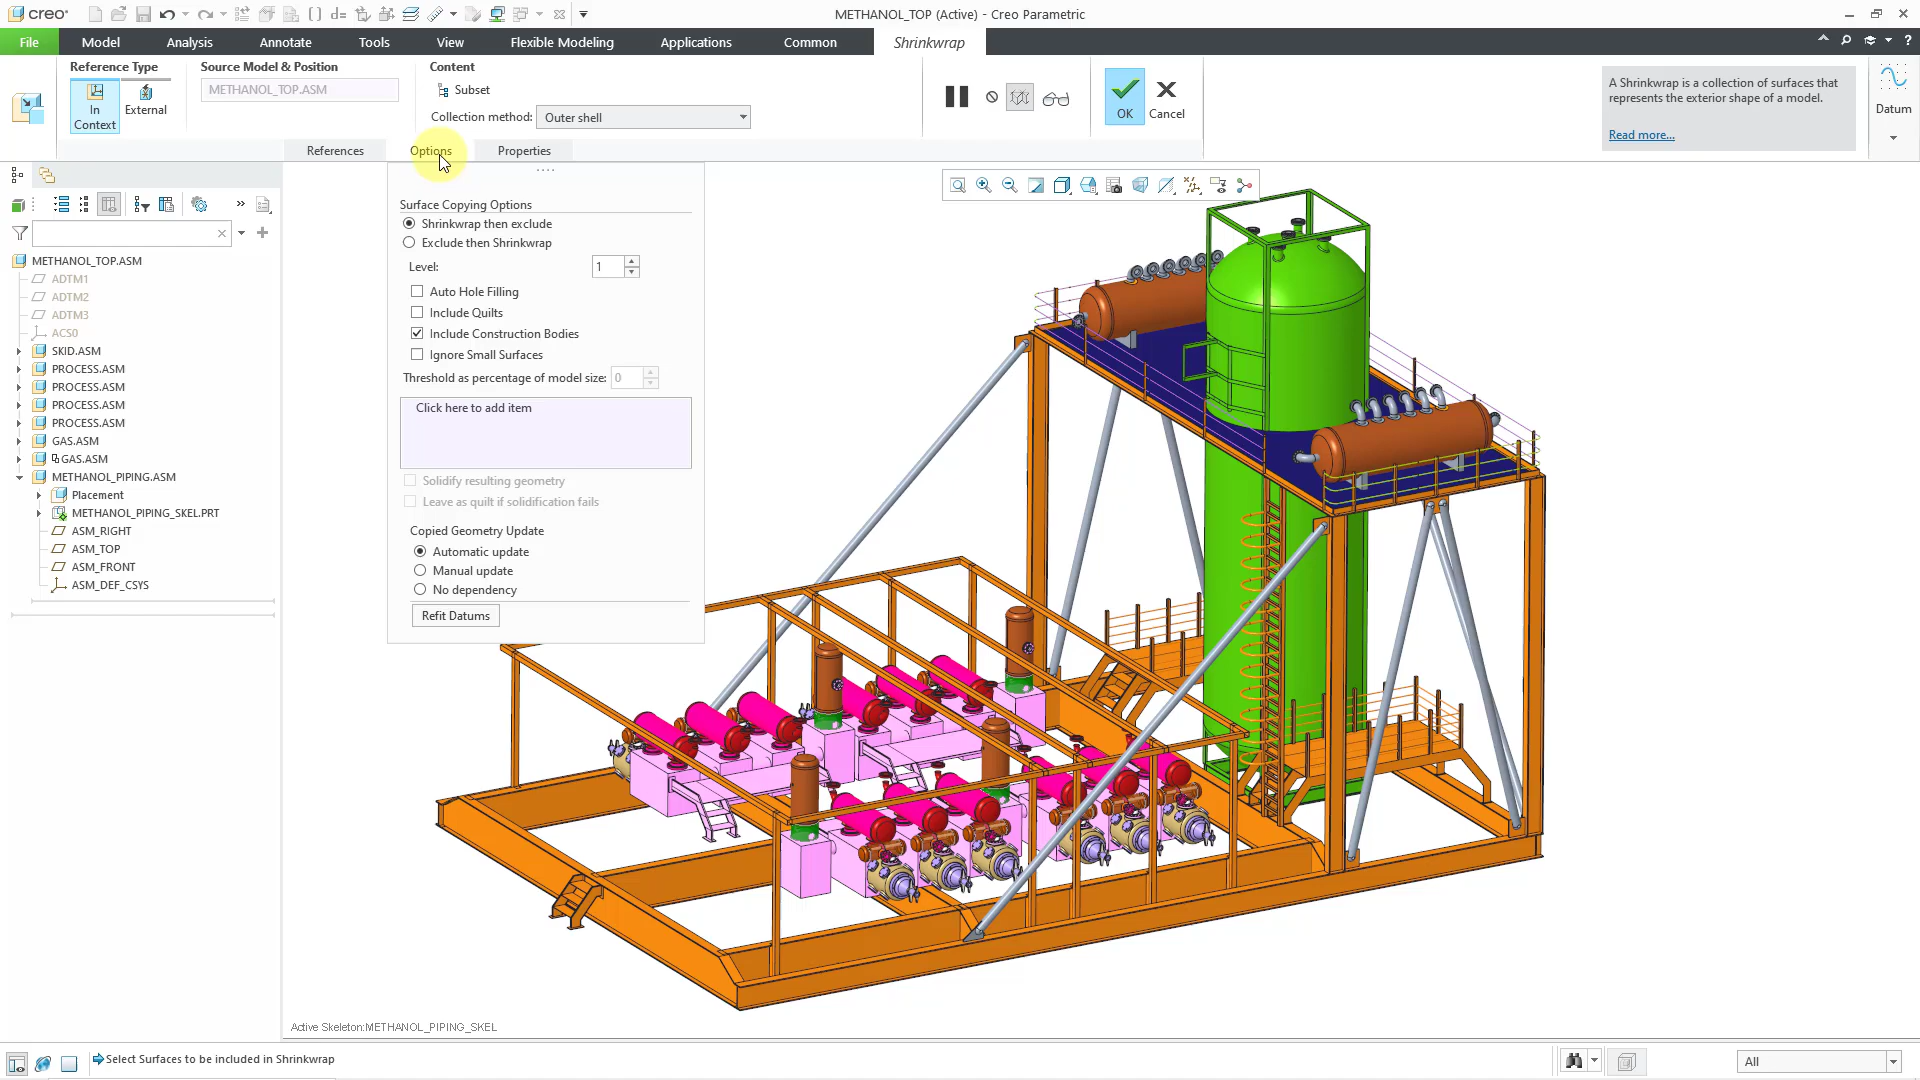 creo
METHANOL_TOP (Active) - Creo Parametric
File
Model
Analysis
Annotate
Tools
View
Flexible Modeling
Applications
Common
Shrinkwrap
Reference Type
Source Model & Position
Content
In Context
External
METHANOL_TOP.ASM
Subset
Collection method:
Outer shell
OK
Cancel
A Shrinkwrap is a collection of surfaces that
represents the exterior shape of a model.
Read more...
Datum
References
Options
Properties
Surface Copying Options
Shrinkwrap then exclude
Exclude then Shrinkwrap
Level:
1
Auto Hole Filling
Include Quilts
Include Construction Bodies
Ignore Small Surfaces
Threshold as percentage of model size:
0
Click here to add item
Solidify resulting geometry
Leave as quilt if solidification fails
Copied Geometry Update
Automatic update
Manual update
No dependency
Refit Datums
METHANOL_TOP.ASM
ADTM1
ADTM2
ADTM3
ACS0
SKID.ASM
PROCESS.ASM
PROCESS.ASM
PROCESS.ASM
PROCESS.ASM
GAS.ASM
GAS.ASM
METHANOL_PIPING.ASM
Placement
METHANOL_PIPING_SKEL.PRT
ASM_RIGHT
ASM_TOP
ASM_FRONT
ASM_DEF_CSYS
Active Skeleton:METHANOL_PIPING_SKEL
Select Surfaces to be included in Shrinkwrap
All